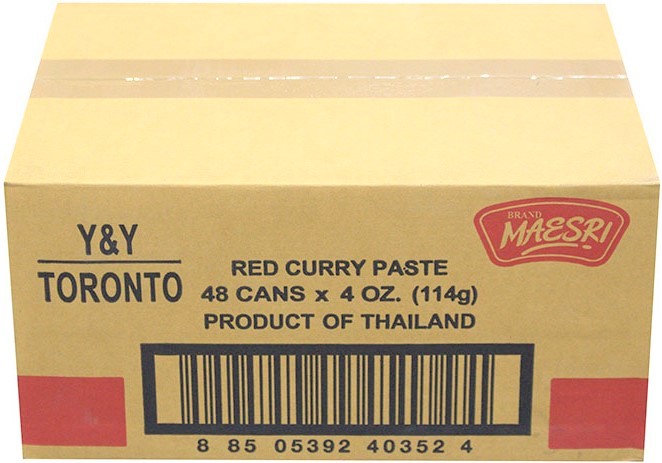 Y&Y
TORONTO
BRAND
MAESRI
RED CURRY PASTE
48 CANS x 4 OZ. (114g)
PRODUCT OF THAILAND
8 85 05392 40352 4